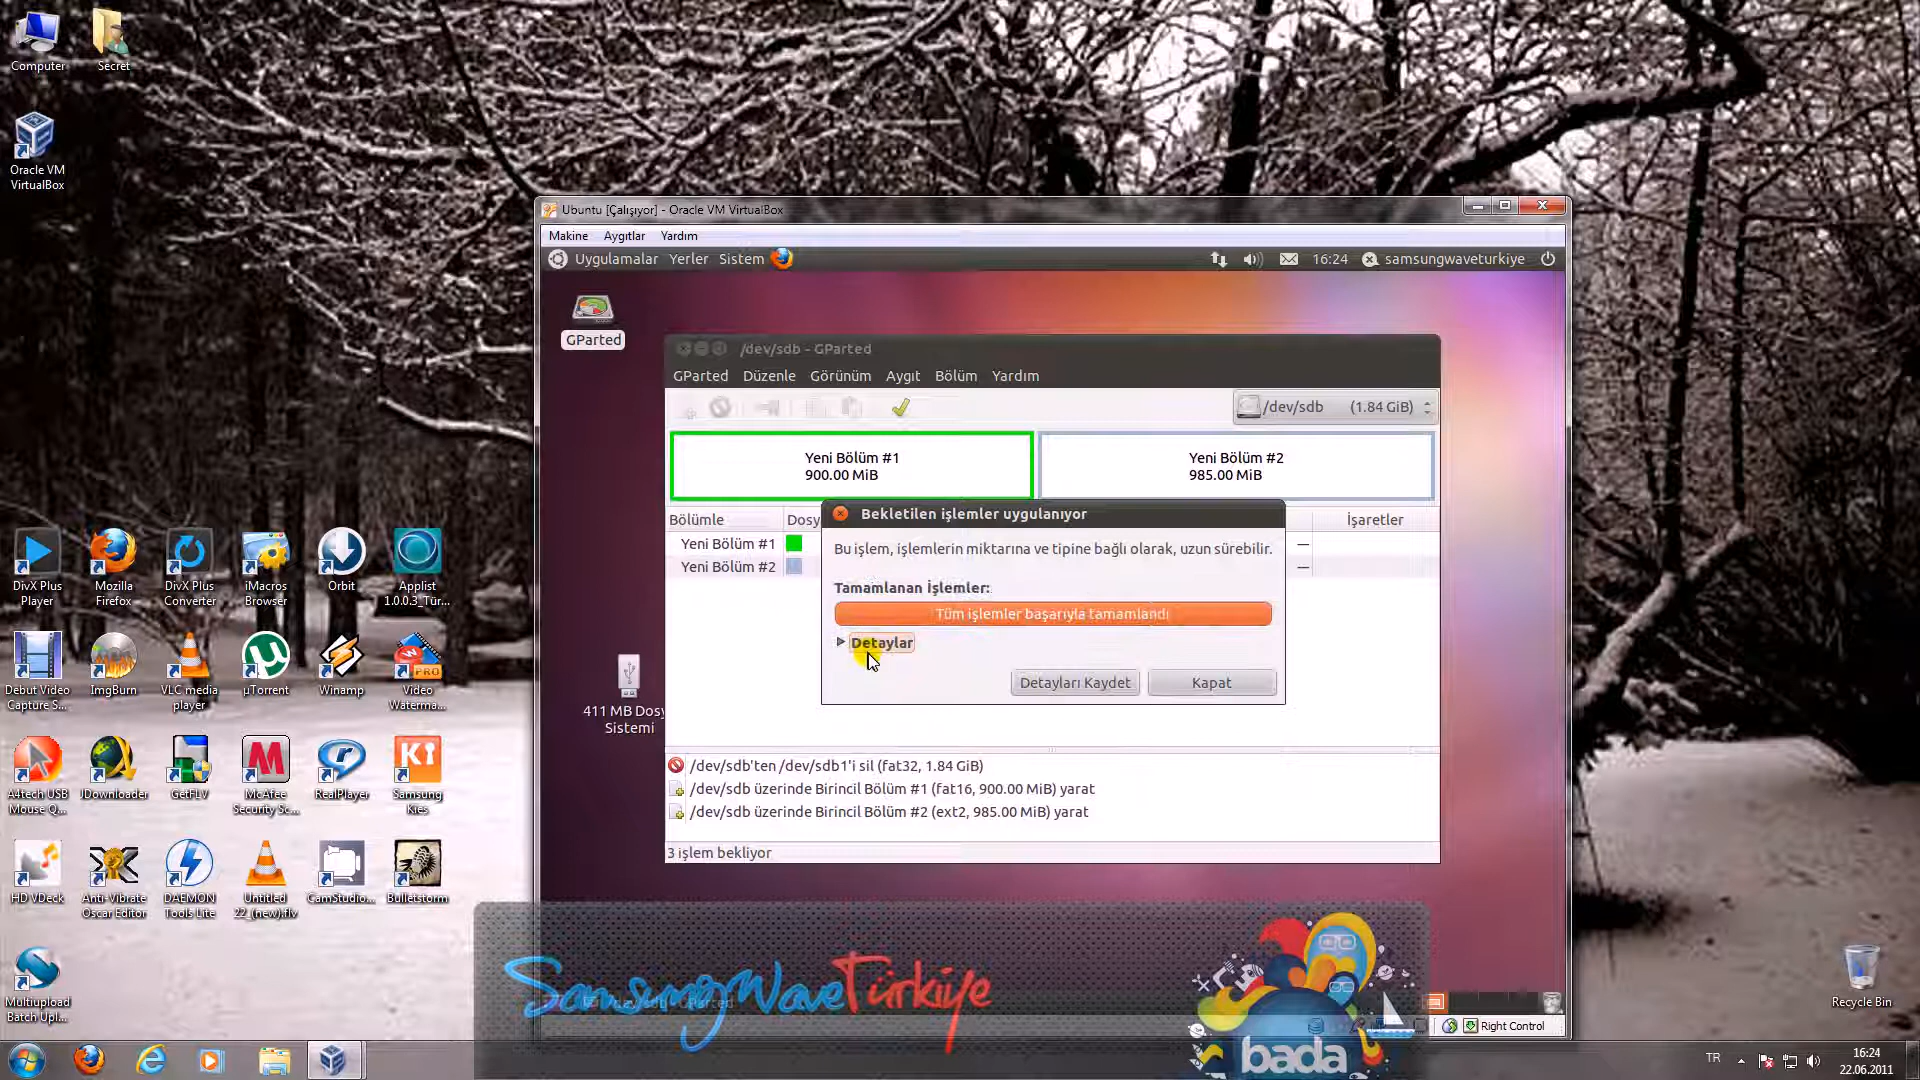 Computer
Secret
Oracle VM
VirtualBox
Ubuntu [Çalışıyor] - Oracle VM VirtualBox
Makine Aygıtlar Yardım
Uygulamalar Yerler Sistem
16:24 samsungwaveturkiye
GParted
/dev/sdb - GParted
GParted Düzenle Görünüm Aygıt Bölüm Yardım
/dev/sdb (1.84 GiB)
Yeni Bölüm #1
900.00 MiB
Yeni Bölüm #2
985.00 MiB
Bölümle Dosy İşaretler
Yeni Bölüm #1 —
Yeni Bölüm #2 —
Bekletilen işlemler uygulanıyor
Bu işlem, işlemlerin miktarına ve tipine bağlı olarak, uzun sürebilir.
Tamamlanan İşlemler:
Tüm işlemler başarıyla tamamlandı
Detaylar
Detayları Kaydet Kapat
411 MB Dosy
Sistemi
/dev/sdb'ten /dev/sdb1'i sil (fat32, 1.84 GiB)
/dev/sdb üzerinde Birincil Bölüm #1 (fat16, 900.00 MiB) yarat
/dev/sdb üzerinde Birincil Bölüm #2 (ext2, 985.00 MiB) yarat
3 işlem bekliyor
DivX Plus
Player
Mozilla
Firefox
DivX Plus
Converter
iMacros
Browser
Orbit
Applist
1.0.0.3_Tür...
Debut Video
Capture S...
ImgBurn
VLC media
player
µTorrent
Winamp
Video
Waterma...
A4tech USB
Mouse Q...
JDownloader
GetFLV
McAfee
Security Sc...
RealPlayer
Samsung
Kies
HD VDeck
Anti-Vibrate
Oscar Editor
DAEMON
Tools Lite
Untitled
22_(new).flv
CamStudio...
Bulletstorm
Multiupload
Batch Upl...
SamsungWaveTürkiye
/dev/sdb - GParted
bada
Right Control
Recycle Bin
TR
16:24
22.06.2011